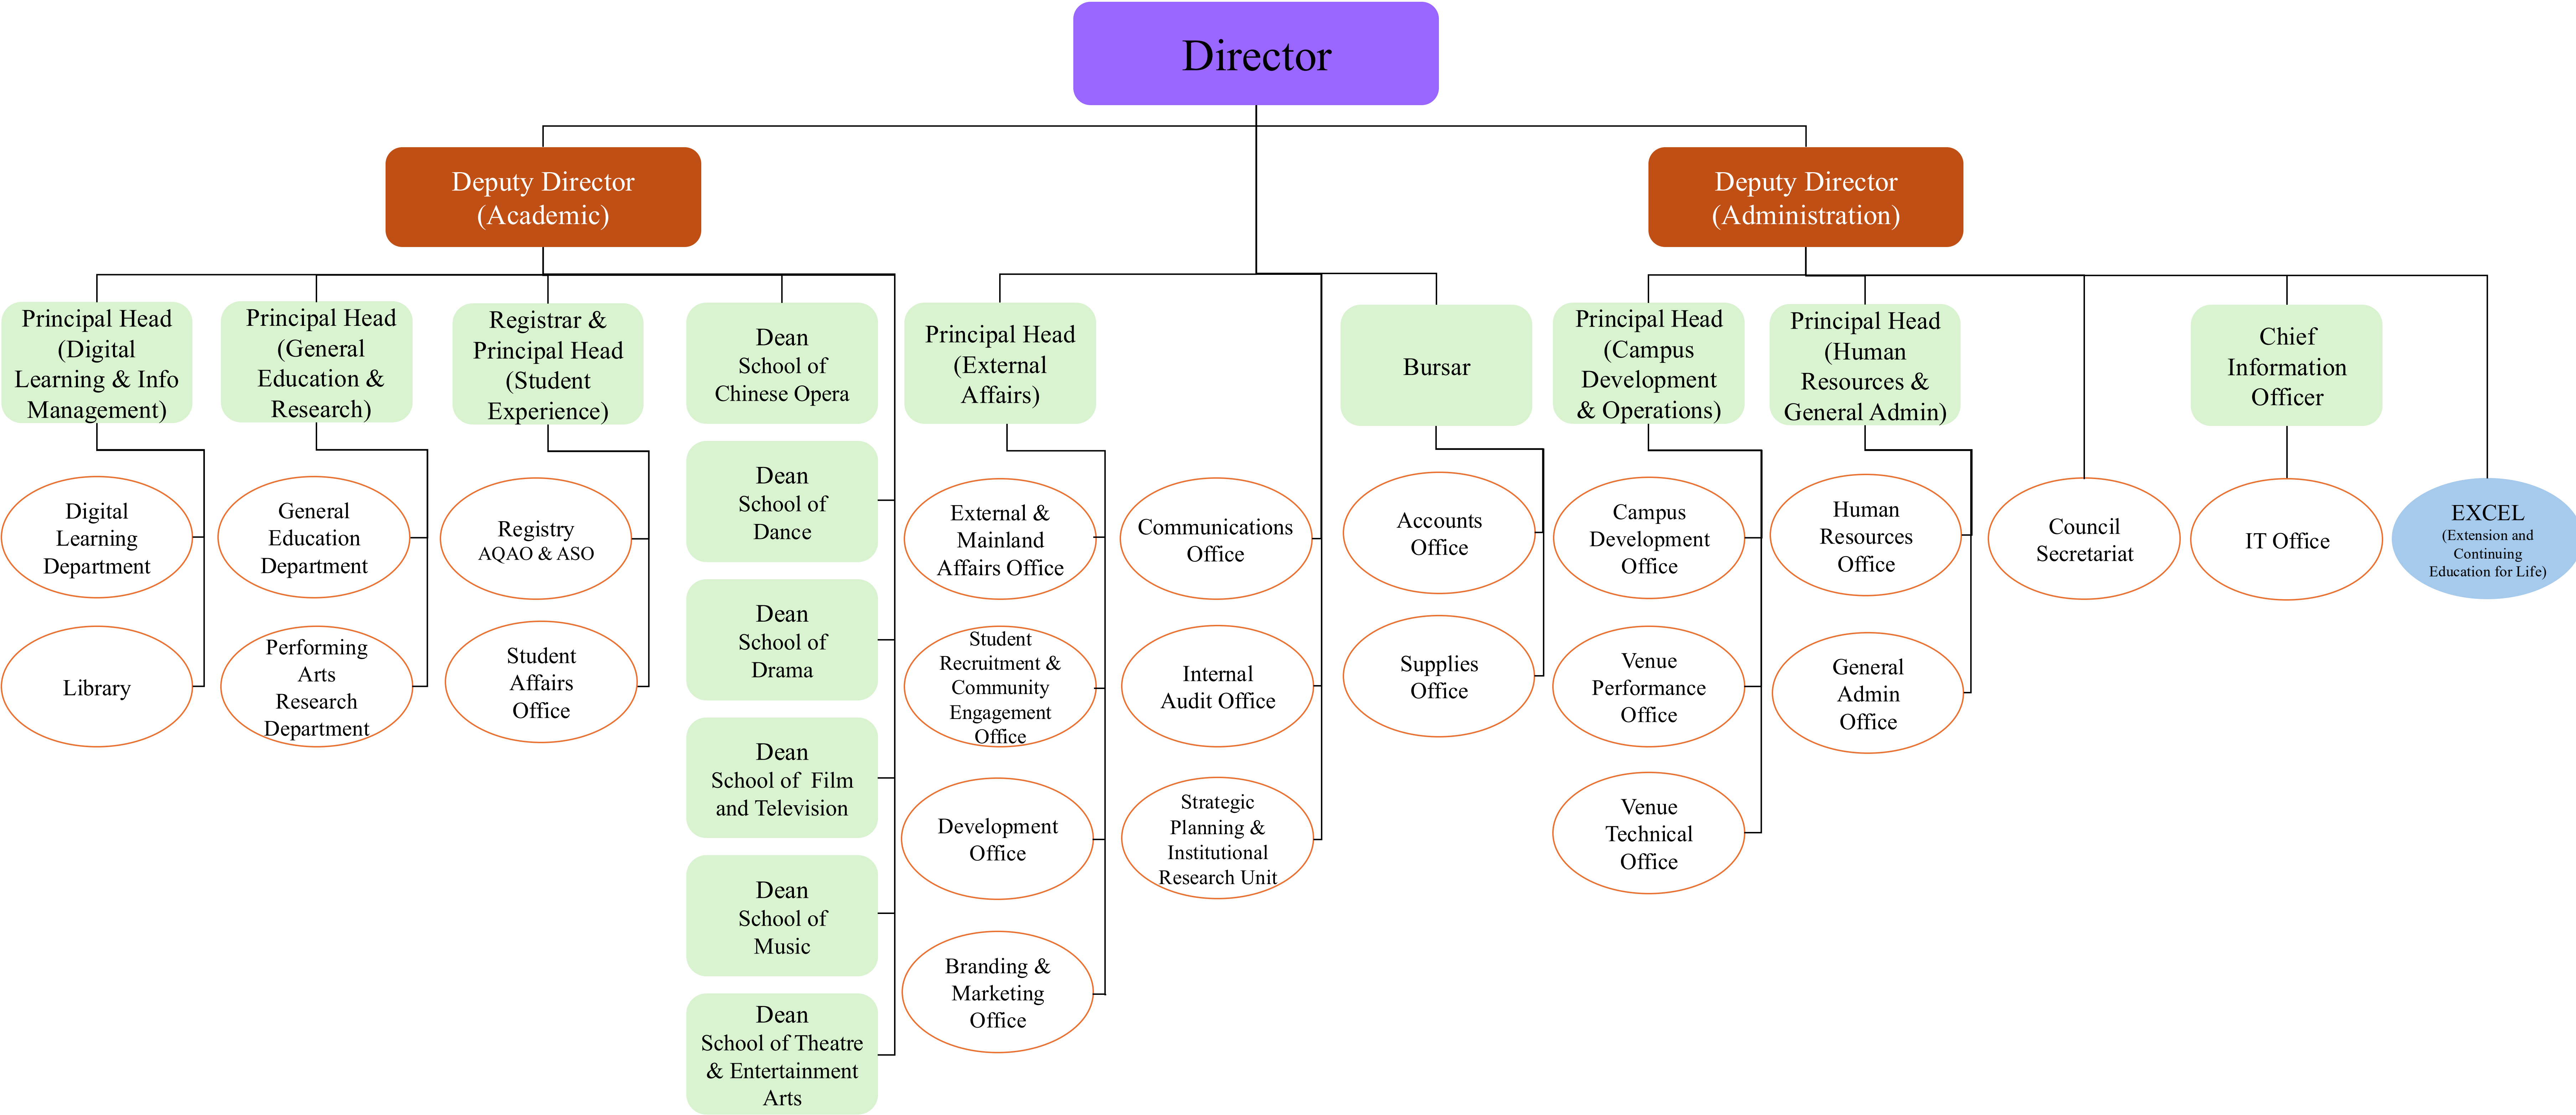 Director
Deputy Director
(Academic)
Deputy Director
(Administration)
Principal Head
(Digital
Learning & Info
Management)
Principal Head
(General
Education &
Research)
Registrar &
Principal Head
(Student
Experience)
Dean
School of
Chinese Opera
Principal Head
(External
Affairs)
Bursar
Principal Head
(Campus
Development
& Operations)
Principal Head
(Human
Resources &
General Admin)
Chief
Information
Officer
Digital
Learning
Department
General
Education
Department
Registry
AQAO & ASO
Dean
School of
Dance
External &
Mainland
Affairs Office
Communications
Office
Accounts
Office
Campus
Development
Office
Human
Resources
Office
Council
Secretariat
IT Office
EXCEL
(Extension and
Continuing
Education for Life)
Library
Performing
Arts
Research
Department
Student
Affairs
Office
Dean
School of
Drama
Student
Recruitment &
Community
Engagement
Office
Internal
Audit Office
Supplies
Office
Venue
Performance
Office
General
Admin
Office
Dean
School of Film
and Television
Development
Office
Strategic
Planning &
Institutional
Research Unit
Venue
Technical
Office
Dean
School of
Music
Branding &
Marketing
Office
Dean
School of Theatre
& Entertainment
Arts